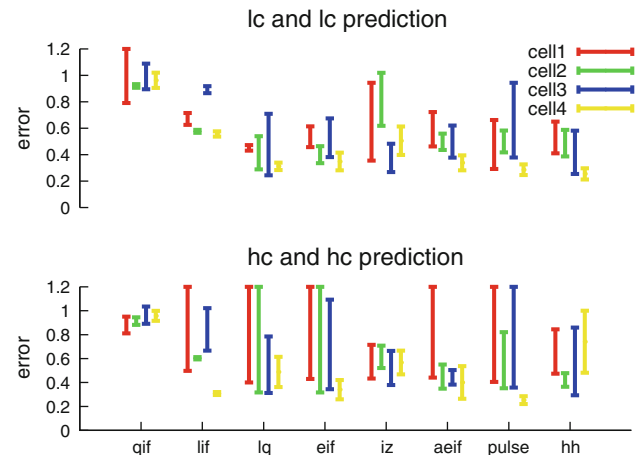 lc and lc prediction
cell1
cell2
cell3
cell4
error
1.2
1
0.8
0.6
0.4
0.2
0
hc and hc prediction
error
1.2
1
0.8
0.6
0.4
0.2
0
qif lif lq eif iz aeif pulse hh